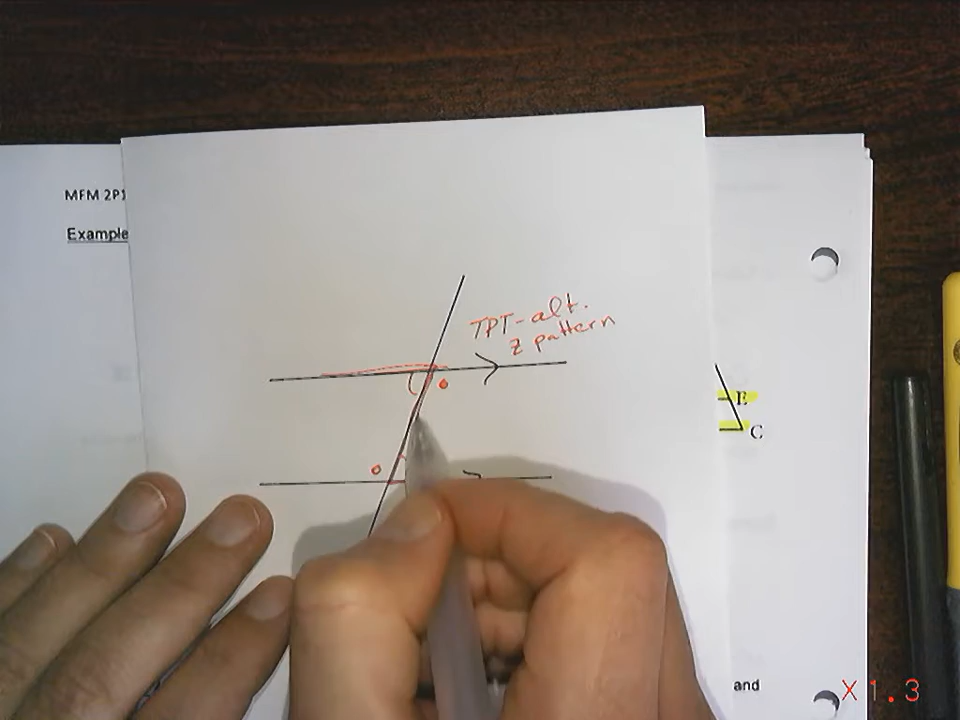 MFM 2P1
Example
TPT-alt.
Z pattern
E
C
and
X1.3